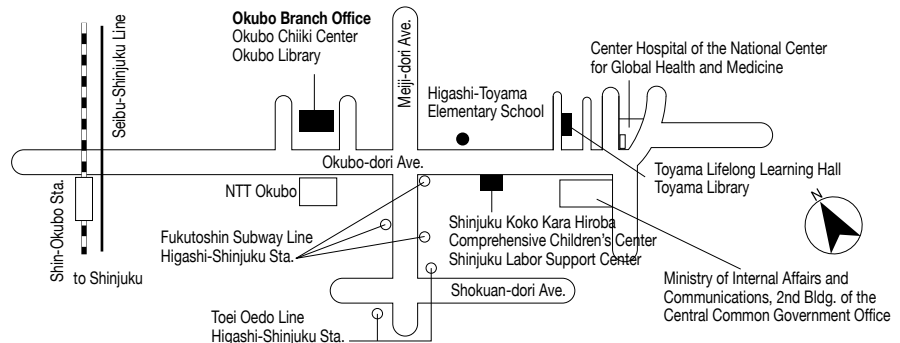 Okubo Branch Office
Okubo Chiiki Center
Okubo Library
Seibu-Shinjuku Line
Meiji-dori Ave.
Center Hospital of the National Center
for Global Health and Medicine
Higashi-Toyama
Elementary School
Okubo-dori Ave.
Toyama Lifelong Learning Hall
Toyama Library
Shin-Okubo Sta.
NTT Okubo
N
Shinjuku Koko Kara Hiroba
Comprehensive Children's Center
Shinjuku Labor Support Center
Fukutoshin Subway Line
Higashi-Shinjuku Sta.
to Shinjuku
Shokuan-dori Ave.
Ministry of Internal Affairs and
Communications, 2nd Bldg. of the
Central Common Government Office
Toei Oedo Line
Higashi-Shinjuku Sta.